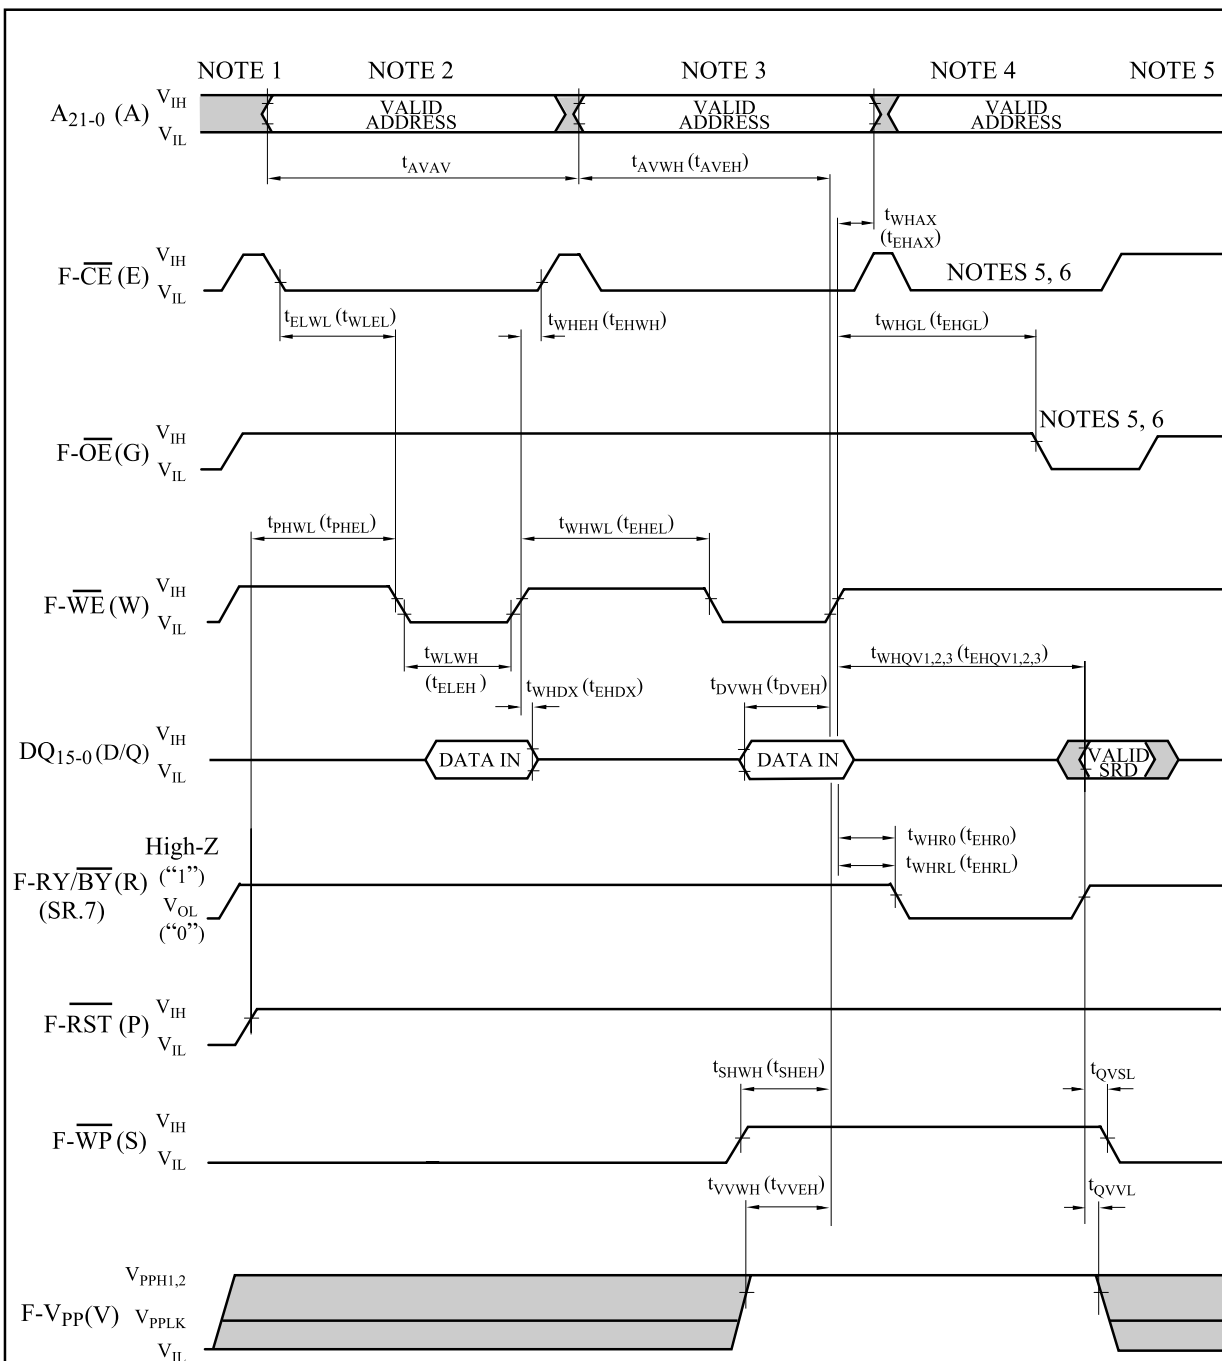 NOTE 1 NOTE 2 NOTE 3 NOTE 4 NOTE 5
A21-0 (A) VIH VIL VALID ADDRESS VALID ADDRESS VALID ADDRESS
tAVAV tAVWH (tAVEH)
tWHAX
(tEHAX)
F-CE (E) VIH VIL NOTES 5, 6
tELWL (tWLEL) tWHEH (tEHWH) tWHGL (tEHGL)
F-OE (G) VIH VIL NOTES 5, 6
tPHWL (tPHEL) tWHWL (tEHEL)
F-WE (W) VIH VIL
tWLWH
(tELEH)
tWHDX (tEHDX) tDVWH (tDVEH) tWHQV1,2,3 (tEHQV1,2,3)
DQ15-0 (D/Q) VIH VIL DATA IN DATA IN VALID SRD
tWHR0 (tEHR0)
tWHRL (tEHRL)
High-Z
(“1”)
F-RY/BY (R)
(SR.7)
VOL
(“0”)
F-RST (P) VIH VIL
tSHWH (tSHEH) tQVSL
F-WP (S) VIH VIL
tVVWH (tVVEH) tQVVL
F-VPP (V) VPPH1,2 VPPLK VIL